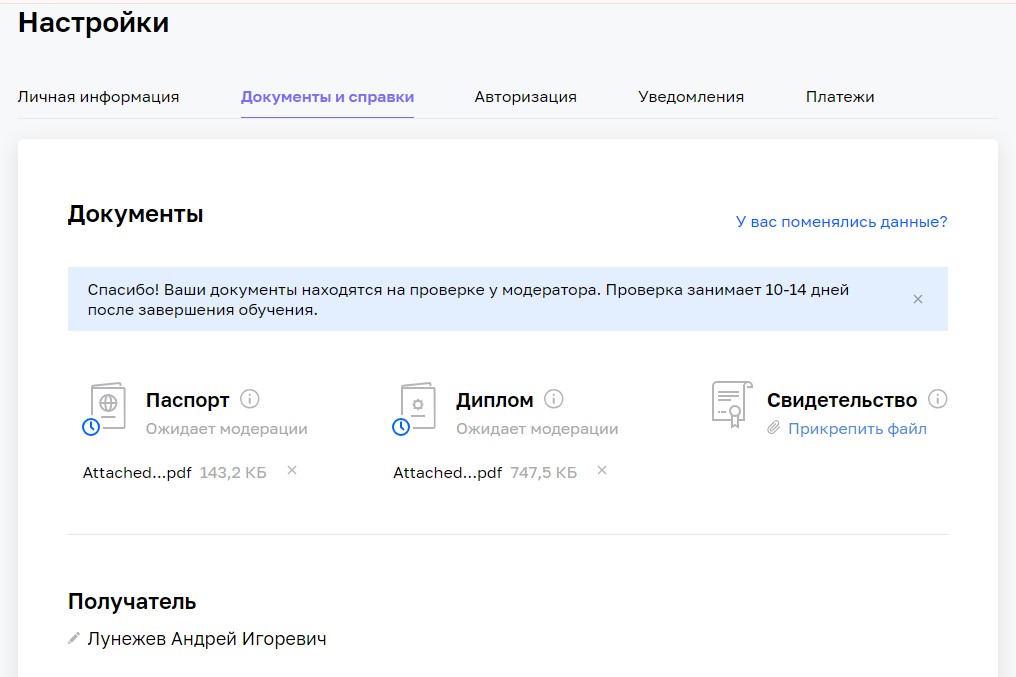 Настройки
Личная информация Документы и справки Авторизация Уведомления Платежи
Документы
У вас поменялись данные?
Спасибо! Ваши документы находятся на проверке у модератора. Проверка занимает 10-14 дней
после завершения обучения.
Паспорт
Ожидает модерации
Attached...pdf 143,2 КБ
Диплом
Ожидает модерации
Attached...pdf 747,5 КБ
Свидетельство
Прикрепить файл
Получатель
Лунежев Андрей Игоревич